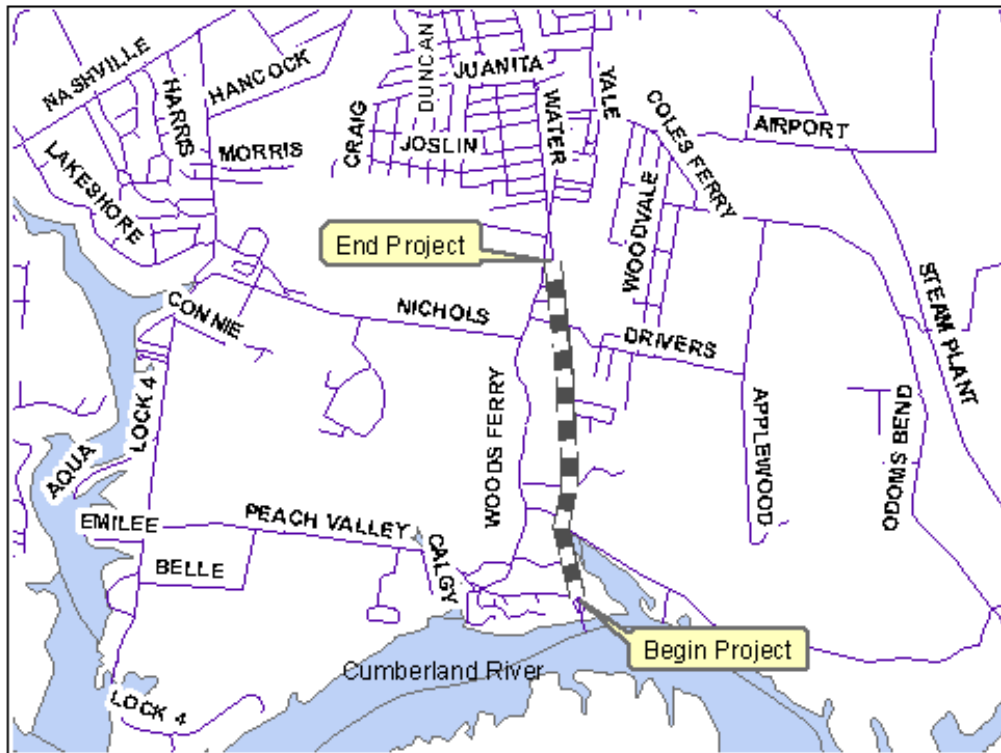 NASHVILLE
HARRIS
HANCOCK
DUNCAN
JUANITA
WATER
YALE
COLES FERRY
AIRPORT
LAKESHORE
MORRIS
CRAIG
JOSLIN
WOODVALE
End Project
STEAM PLANT
CONNIE
NICHOLS
DRIVERS
LOCK 4
AQUA
WOODS FERRY
APPLEWOOD
ODOMS BEND
EMILEE
PEACH VALLEY
BELLE
CALGY
Begin Project
Cumberland River
LOCK 4